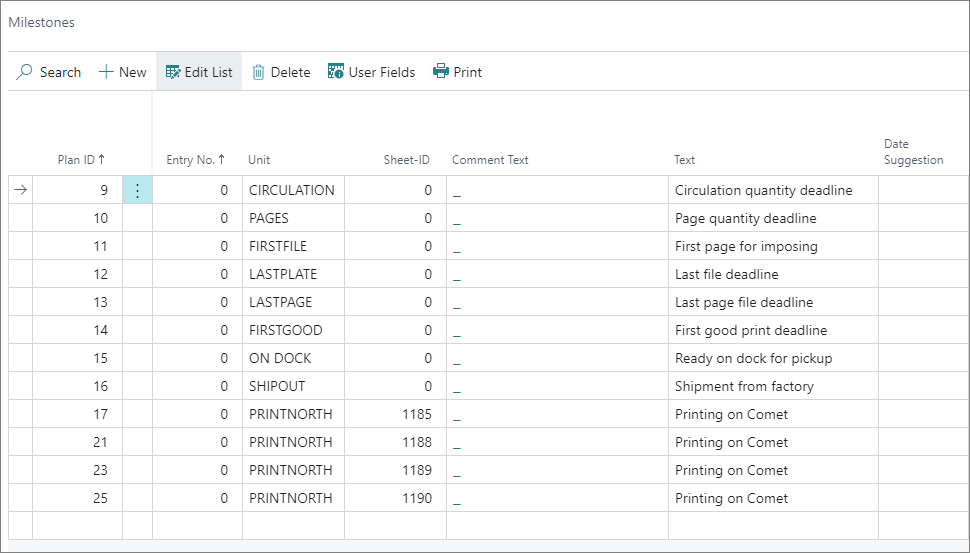 Milestones
Search New Edit List Delete User Fields Print
Date
Plan ID ↑ Entry No. ↑ Unit Sheet-ID Comment Text Text Suggestion
9 0 CIRCULATION 0 _ Circulation quantity deadline
10 0 PAGES 0 _ Page quantity deadline
11 0 FIRSTFILE 0 _ First page for imposing
12 0 LASTPLATE 0 _ Last file deadline
13 0 LASTPAGE 0 _ Last page file deadline
14 0 FIRSTGOOD 0 _ First good print deadline
15 0 ON DOCK 0 _ Ready on dock for pickup
16 0 SHIPOUT 0 _ Shipment from factory
17 0 PRINTNORTH 1185 _ Printing on Comet
21 0 PRINTNORTH 1188 _ Printing on Comet
23 0 PRINTNORTH 1189 _ Printing on Comet
25 0 PRINTNORTH 1190 _ Printing on Comet